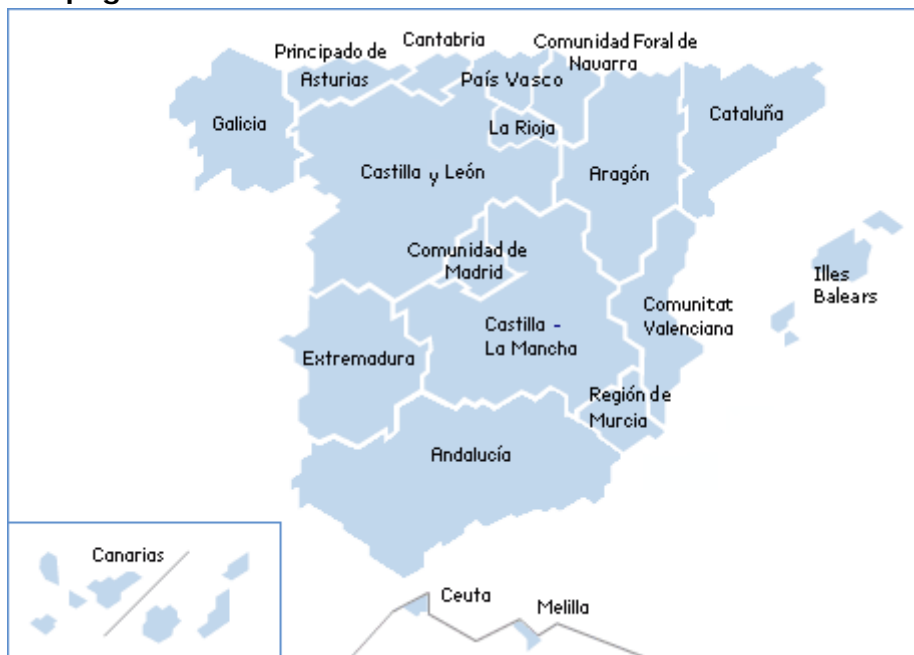 Cantabria
Comunidad Foral de
Navarra
Principado de
Asturias
País Vasco
Galicia
La Rioja
Cataluña
Castilla y León
Aragón
Comunidad de
Madrid
Illes
Balears
Comunitat
Valenciana
Castilla -
La Mancha
Extremadura
Región de
Murcia
Andalucía
Canarias
Ceuta
Melilla